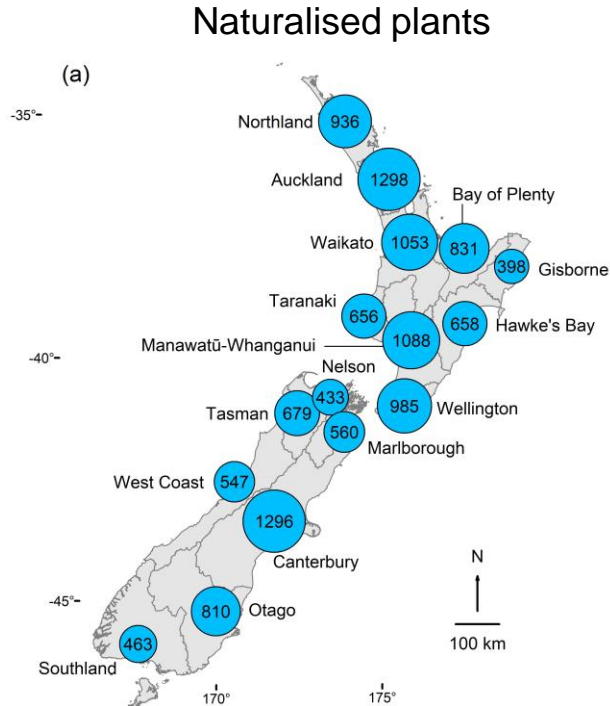 Naturalised plants
(a)
-35°
Northland
936
Auckland
1298
Bay of Plenty
Waikato
1053
831
398
Gisborne
Taranaki
656
658
Hawke's Bay
Manawatū-Whanganui
1088
-40°
Nelson
433
985
Wellington
Tasman
679
560
Marlborough
West Coast
547
1296
Canterbury
N
-45°
810
Otago
100 km
463
Southland
170°
175°